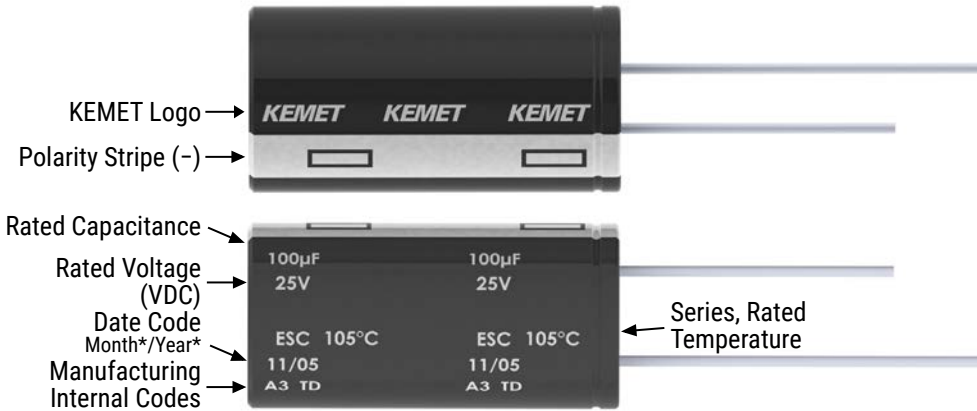 KEMET Logo
KEMET KEMET KEMET
Polarity Stripe (−)
Rated Capacitance
100µF 100µF
Rated Voltage
(VDC)
25V 25V
Date Code
Month*/Year*
ESC 105°C ESC 105°C
11/05 11/05
Manufacturing
Internal Codes
A3 TD A3 TD
Series, Rated
Temperature